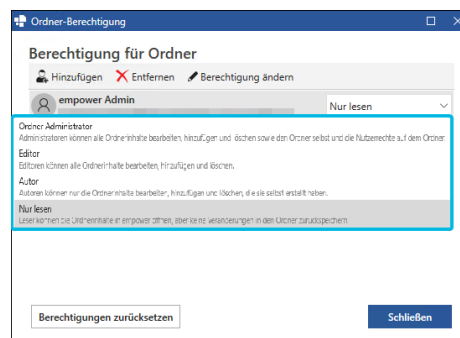 Ordner-Berechtigung
Berechtigung für Ordner
Hinzufügen Entfernen Berechtigung ändern
empower Admin
Nur lesen
Ordner Administrator
Administratoren können alle Ordnerinhalte bearbeiten, hinzufügen und löschen sowie den Ordner selbst und die Nutzerrechte auf dem Ordner.
Editor
Editoren können alle Ordnerinhalte bearbeiten, hinzufügen und löschen.
Autor
Autoren können nur die Ordnerinhalte bearbeiten, hinzufügen und löschen, die sie selbst erstellt haben.
Nur lesen
Leser können die Ordnerinhalte in empower öffnen, aber keine Veränderungen in den Ordner zurückspeichern
Berechtigungen zurücksetzen
Schließen